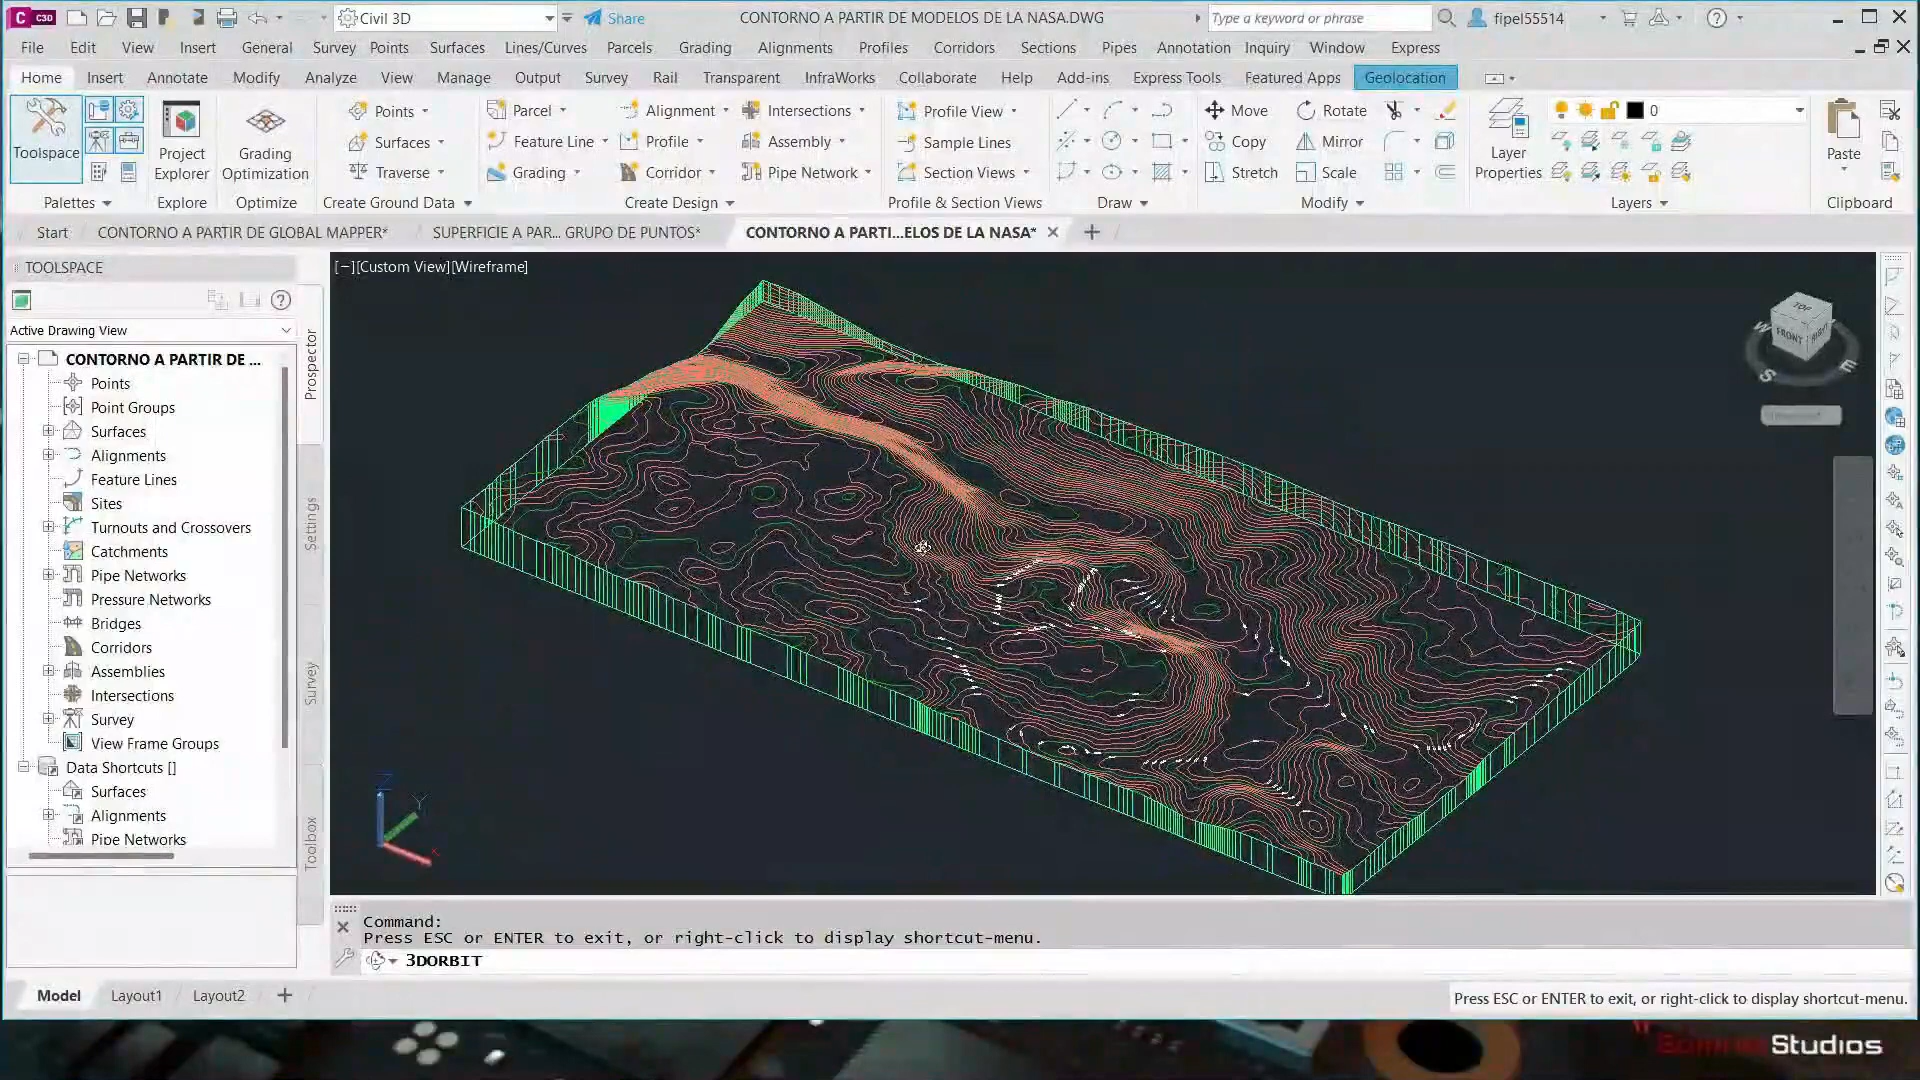 C3D
Civil 3D
Share
CONTORNO A PARTIR DE MODELOS DE LA NASA.DWG
Type a keyword or phrase
fipel55514
File Edit View Insert General Survey Points Surfaces Lines/Curves Parcels Grading Alignments Profiles Corridors Sections Pipes Annotation Inquiry Window Express
Home Insert Annotate Modify Analyze View Manage Output Survey Rail Transparent InfraWorks Collaborate Help Add-ins Express Tools Featured Apps Geolocation
Toolspace
Palettes
Project Explorer
Explore
Grading Optimization
Optimize
Points
Surfaces
Traverse
Create Ground Data
Parcel
Feature Line
Grading
Alignment
Profile
Corridor
Intersections
Assembly
Pipe Network
Create Design
Profile View
Sample Lines
Section Views
Profile & Section Views
Draw
Move
Copy
Stretch
Rotate
Mirror
Scale
Modify
Layer Properties
0
Layers
Paste
Clipboard
Start
CONTORNO A PARTIR DE GLOBAL MAPPER*
SUPERFICIE A PAR... GRUPO DE PUNTOS*
CONTORNO A PARTI...ELOS DE LA NASA*
TOOLSPACE
Active Drawing View
CONTORNO A PARTIR DE ...
Points
Point Groups
Surfaces
Alignments
Feature Lines
Sites
Turnouts and Crossovers
Catchments
Pipe Networks
Pressure Networks
Bridges
Corridors
Assemblies
Intersections
Survey
View Frame Groups
Data Shortcuts []
Surfaces
Alignments
Pipe Networks
Prospector
Settings
Survey
Toolbox
[−][Custom View][Wireframe]
TOP
FRONT
RIGHT
W
S
E
Z
Y
X
Command:
Press ESC or ENTER to exit, or right-click to display shortcut-menu.
3DORBIT
Model
Layout1
Layout2
Press ESC or ENTER to exit, or right-click to display shortcut-menu.
Studios